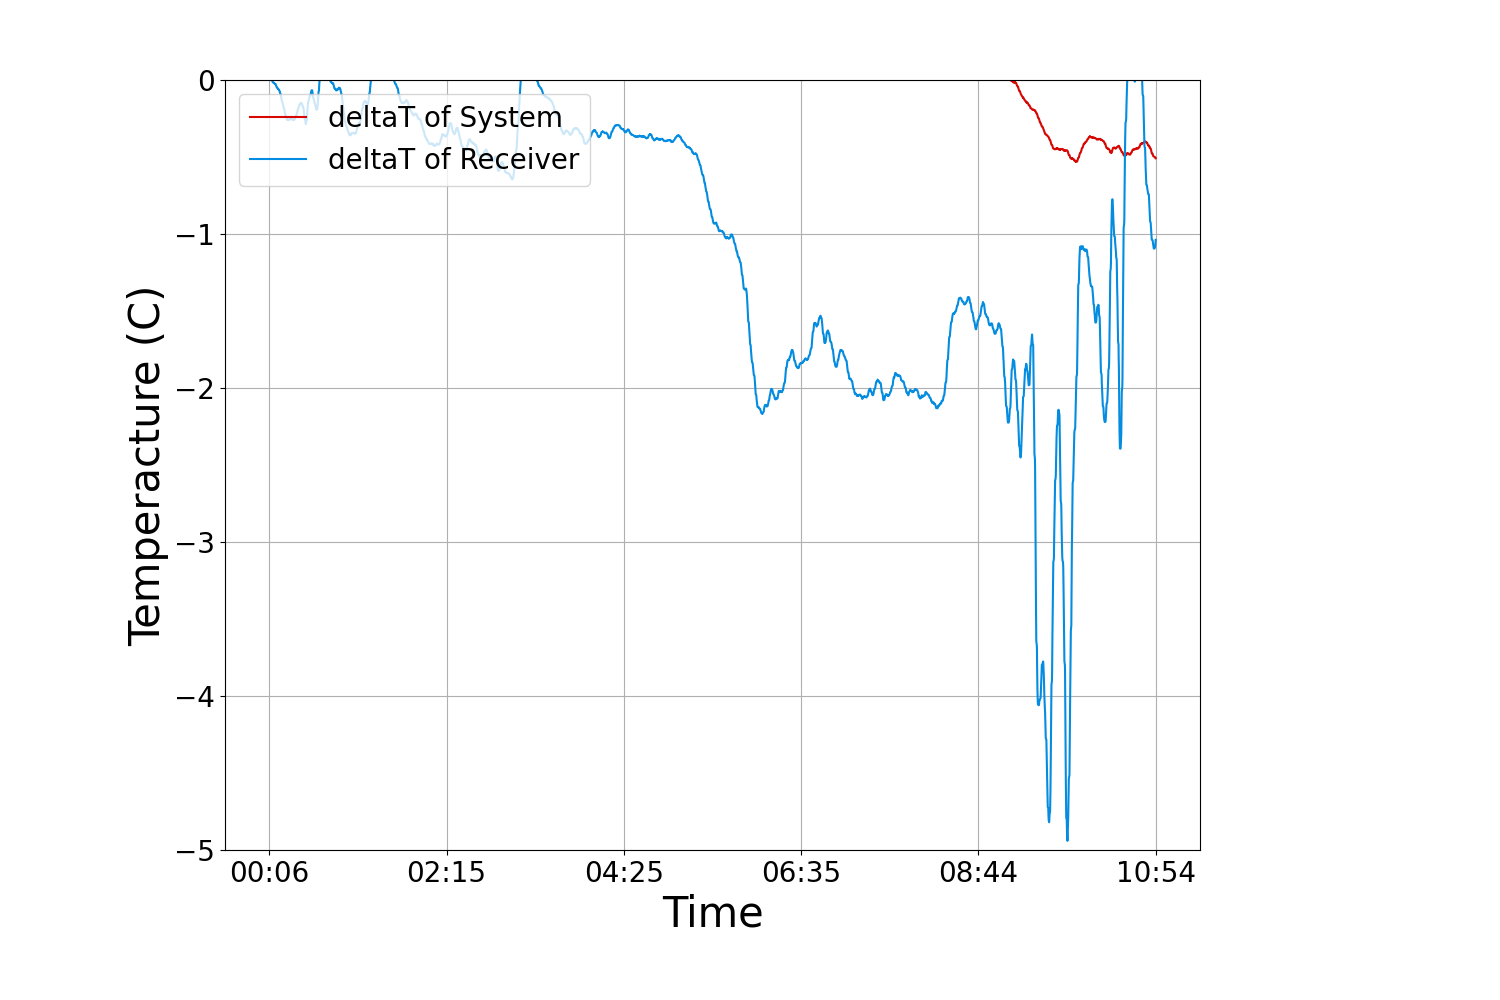 deltaT of System
deltaT of Receiver
Temperacture (C)
0
−1
−2
−3
−4
−5
00:06 02:15 04:25 06:35 08:44 10:54
Time